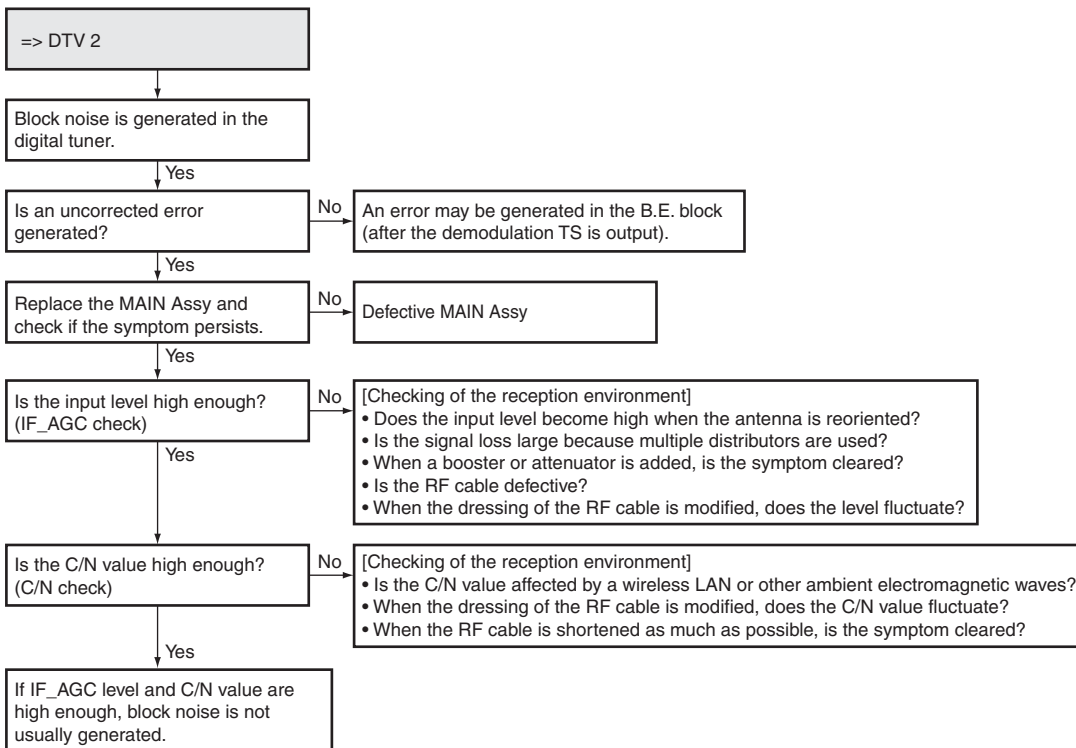 => DTV 2
Block noise is generated in the
digital tuner.
Yes
Is an uncorrected error
generated?
No
An error may be generated in the B.E. block
(after the demodulation TS is output).
Yes
Replace the MAIN Assy and
check if the symptom persists.
No
Defective MAIN Assy
Yes
Is the input level high enough?
(IF_AGC check)
No
[Checking of the reception environment]
• Does the input level become high when the antenna is reoriented?
• Is the signal loss large because multiple distributors are used?
• When a booster or attenuator is added, is the symptom cleared?
• Is the RF cable defective?
• When the dressing of the RF cable is modified, does the level fluctuate?
Yes
Is the C/N value high enough?
(C/N check)
No
[Checking of the reception environment]
• Is the C/N value affected by a wireless LAN or other ambient electromagnetic waves?
• When the dressing of the RF cable is modified, does the C/N value fluctuate?
• When the RF cable is shortened as much as possible, is the symptom cleared?
Yes
If IF_AGC level and C/N value are
high enough, block noise is not
usually generated.